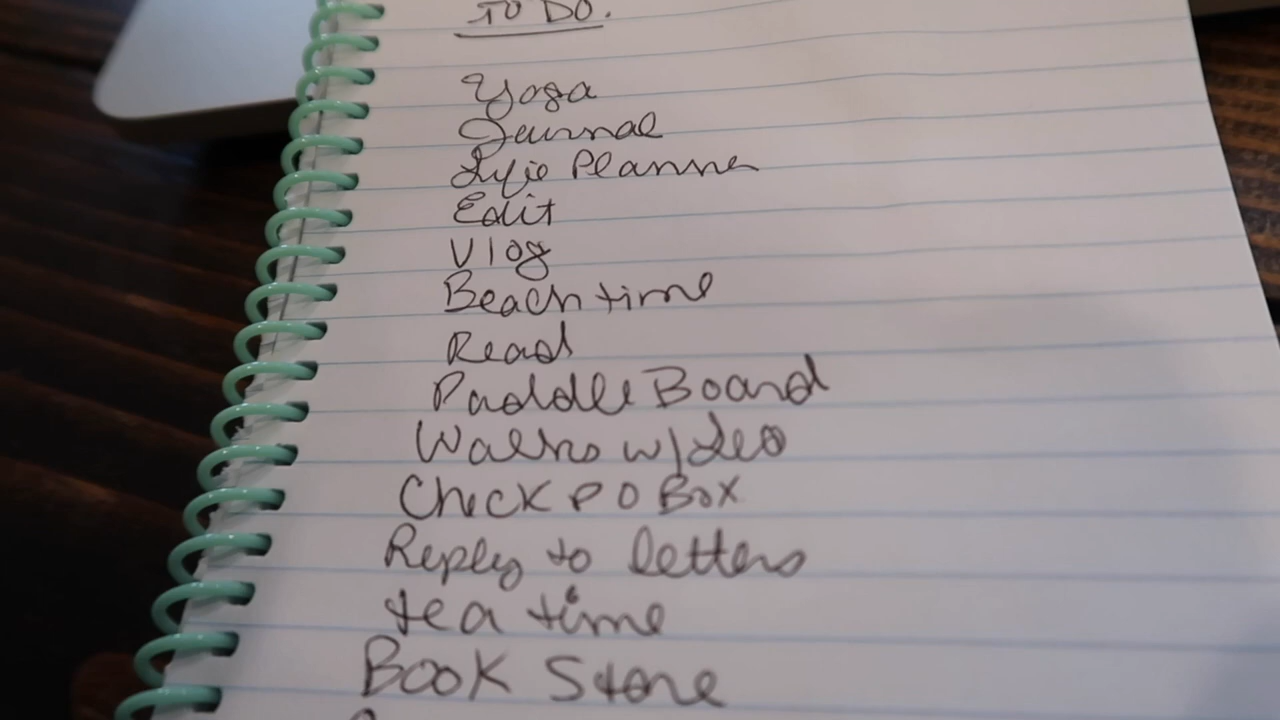 TO DO.
Yoga
Journal
Life Planner
Edit
Vlog
Beach time
Read
Paddle Board
Walks w/ Leo
Check P O Box
Reply to letters
tea time
Book Store